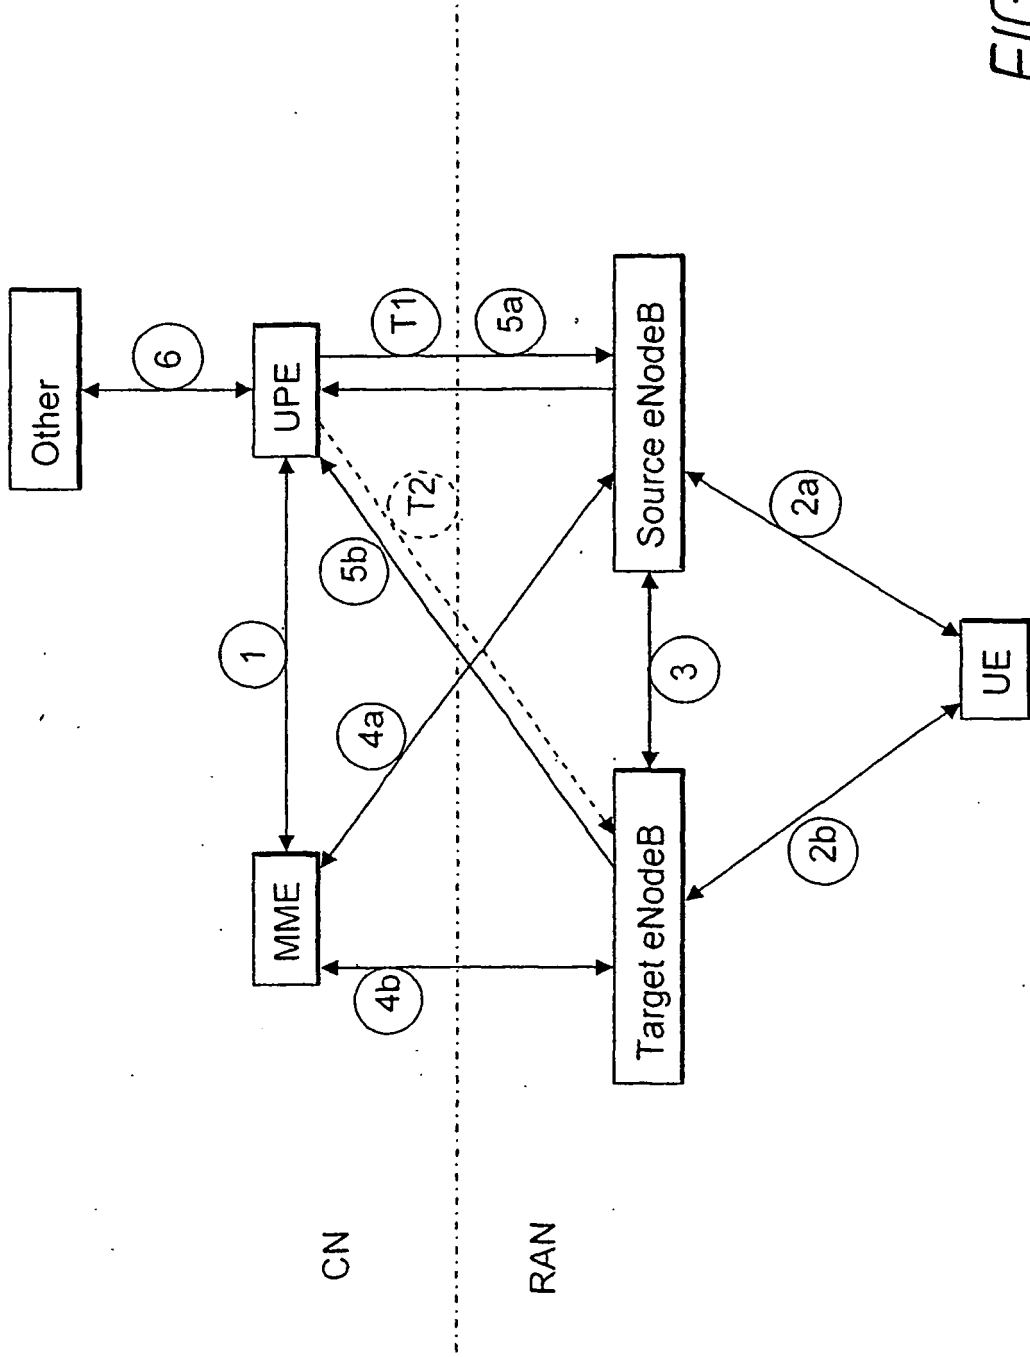 Other
6
1
MME
UPE
CN
4b
4a
5b
T2
T1
5a
RAN
Target eNodeB
Source eNodeB
3
2b
2a
UE